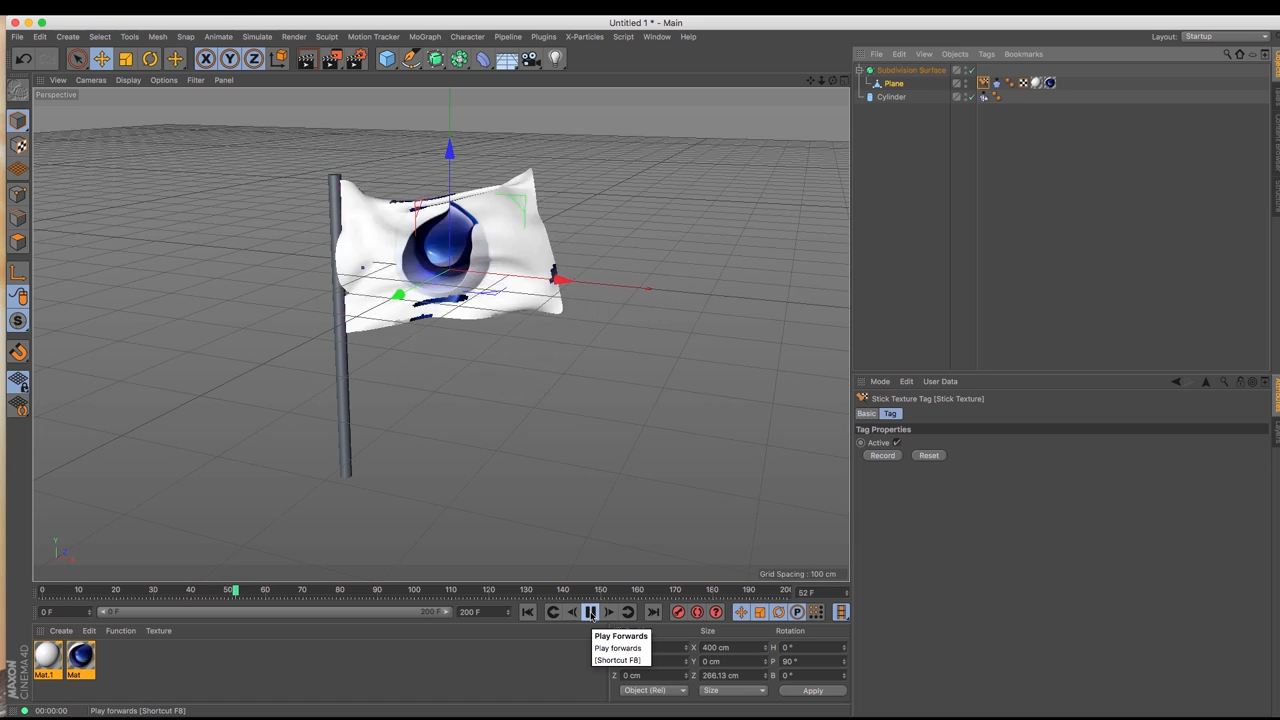 Untitled 1 * - Main
File Edit Create Select Tools Mesh Snap Animate Simulate Render Sculpt Motion Tracker MoGraph Character Pipeline Plugins X-Particles Script Window Help
Layout: Startup
X Y Z
View Cameras Display Options Filter Panel
File Edit View Objects Tags Bookmarks
Perspective
Subdivision Surface
Plane
Cylinder
S
Mode Edit User Data
Stick Texture Tag [Stick Texture]
Basic Tag
Tag Properties
Active
Record Reset
Y
Z
Grid Spacing : 100 cm
0 10 20 30 40 50 60 70 80 90 100 110 120 130 140 150 160 170 180 190 20
52 F
0 F 0 F 200 F 200 F
P
Create Edit Function Texture
Size Rotation
Play Forwards
Play forwards
[Shortcut F8]
X 400 cm H 0 °
Y 0 cm P 90 °
Z 0 cm Z 266.13 cm B 0 °
Object (Rel) Size Apply
Mat.1 Mat
MAXON
CINEMA4D
00:00:00 Play forwards [Shortcut F8]